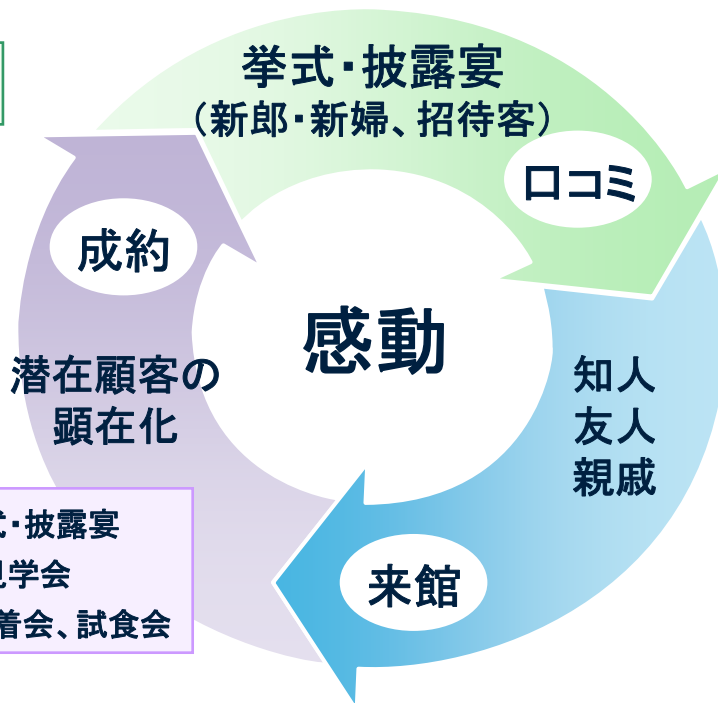 挙式・披露宴
（新郎・新婦、招待客）
口コミ
成約
感動
潜在顧客の
顕在化
知人
友人
親戚
式・披露宴
見学会
着会、試食会
来館